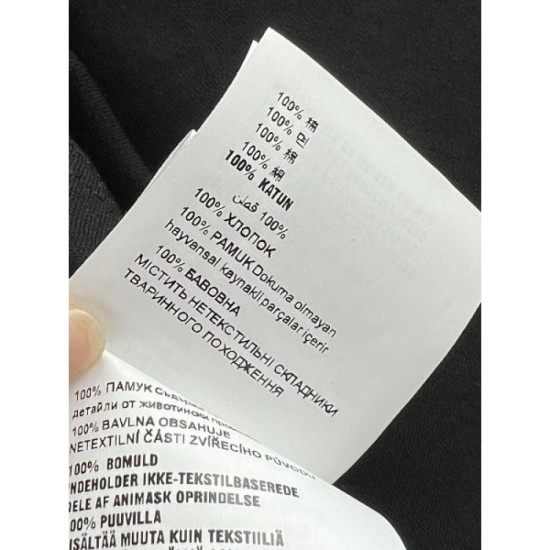 100% 棉
100% 면
100% 棉
100% 綿
100% KATUN
100% قطن
100% ХЛОПОК
100% PAMUK Dokuma olmayan
hayvansal kaynakli parçalar içerir
100% БАВОВНА
МІСТИТЬ НЕТЕКСТИЛЬНІ СКЛАДНИКИ
ТВАРИННОГО ПОХОДЖЕННЯ
100% ПАМУК
детайли от животински
100% BAVLNA OBSAHUJE
NETEXTILNÍ ČÁSTI ZVÍŘECÍHO PŮVODU
100% BOMULD
INDEHOLDER IKKE-TEKSTILBASEREDE
DELE AF ANIMASK OPRINDELSE
100% PUUVILLA
SISÄLTÄÄ MUUTA KUIN TEKSTIILIÄ